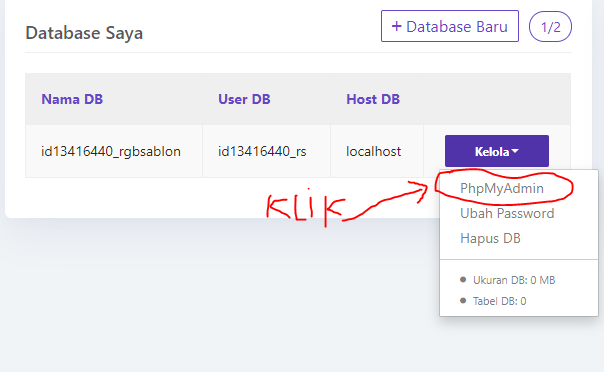 Database Saya
+ Database Baru
1/2
Nama DB
User DB
Host DB
id13416440_rgbsablon
id13416440_rs
localhost
Kelola
PhpMyAdmin
KLiK
Ubah Password
Hapus DB
Ukuran DB: 0 MB
Tabel DB: 0